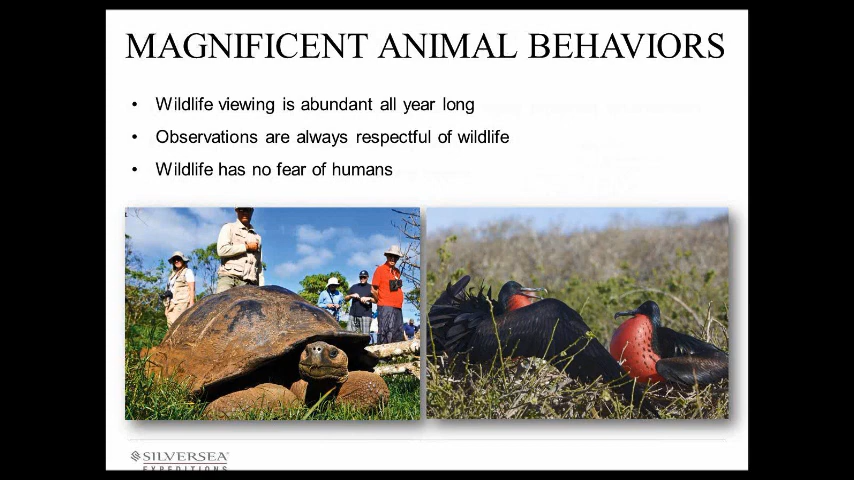 MAGNIFICENT ANIMAL BEHAVIORS
• Wildlife viewing is abundant all year long
• Observations are always respectful of wildlife
• Wildlife has no fear of humans
SILVERSEA
EXPEDITIONS